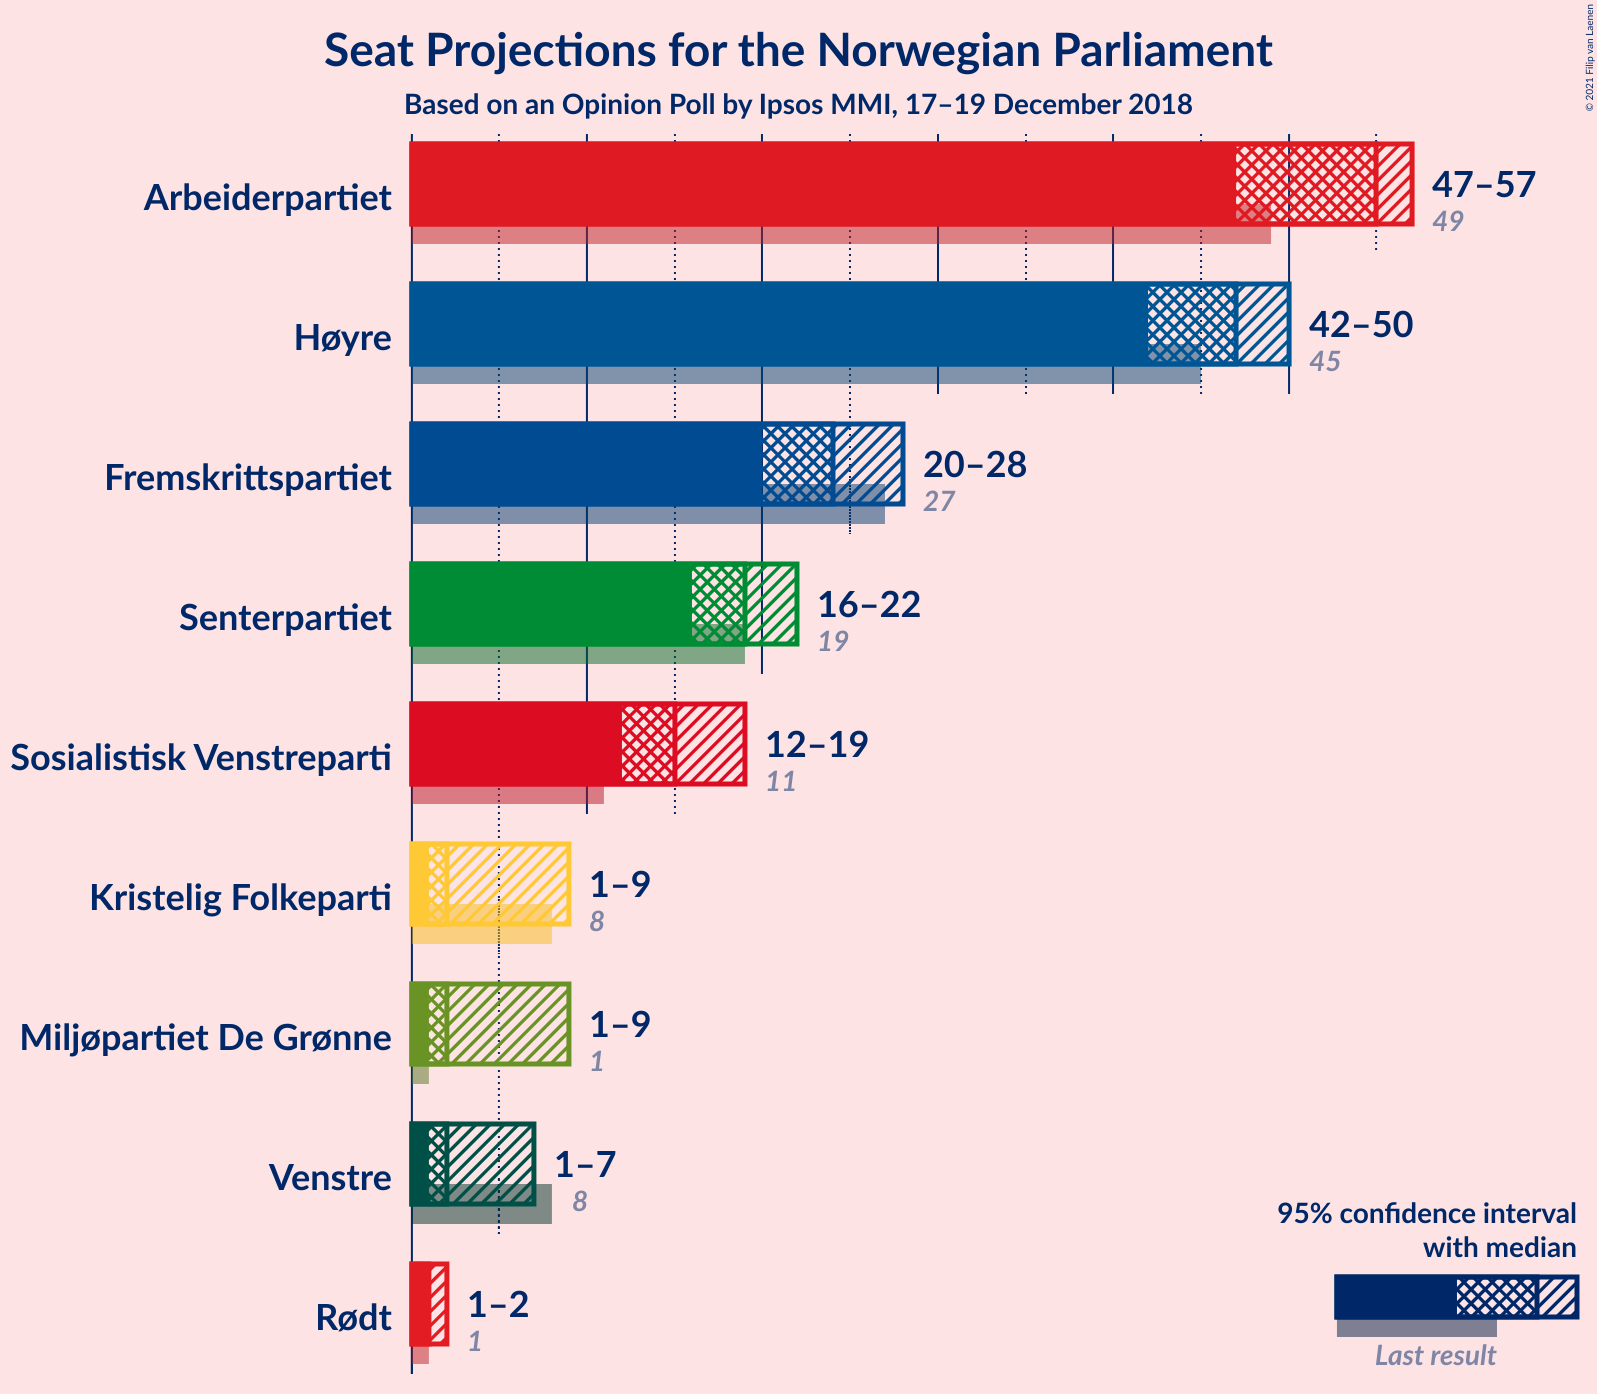 Seat Projections for the Norwegian Parliament
Based on an Opinion Poll by Ipsos MMI, 17–19 December 2018
© 2021 Filip van Laenen
Arbeiderpartiet
47–57
49
Høyre
42–50
45
Fremskrittspartiet
20–28
27
Senterpartiet
16–22
19
Sosialistisk Venstreparti
12–19
11
Kristelig Folkeparti
1–9
8
Miljøpartiet De Grønne
1–9
1
Venstre
1–7
8
Rødt
1–2
1
95% confidence interval
with median
Last result